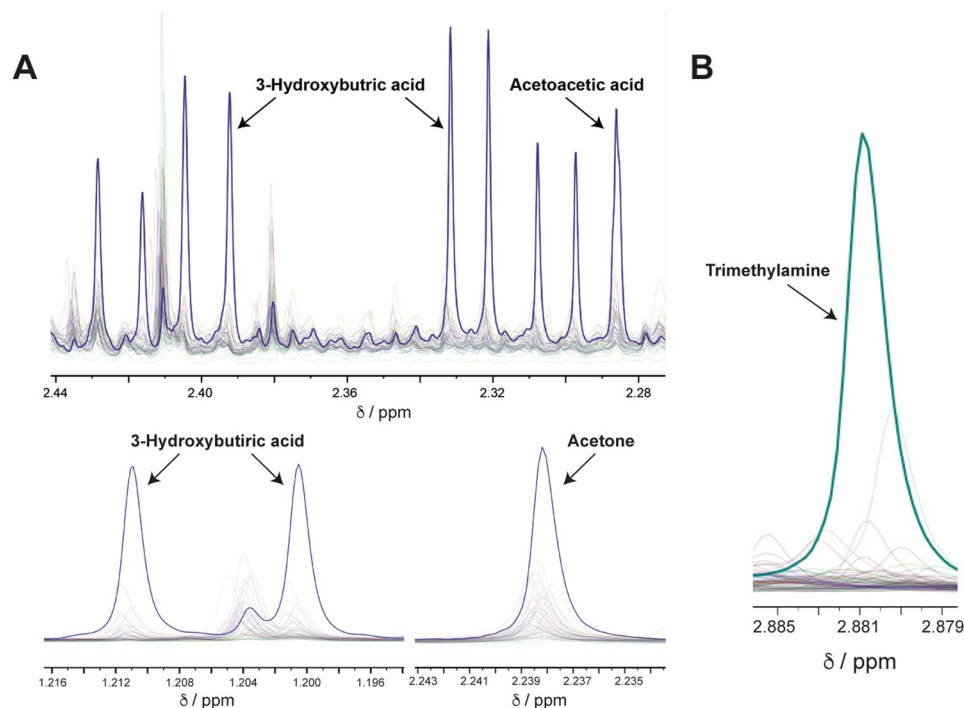 A
B
3-Hydroxybutric acid
Acetoacetic acid
2.44 2.40 2.36 2.32 2.28
δ / ppm
Trimethylamine
3-Hydroxybutiric acid
Acetone
1.216 1.212 1.208 1.204 1.200 1.196
δ / ppm
2.243 2.241 2.239 2.237 2.235
δ / ppm
2.885 2.881 2.879
δ / ppm